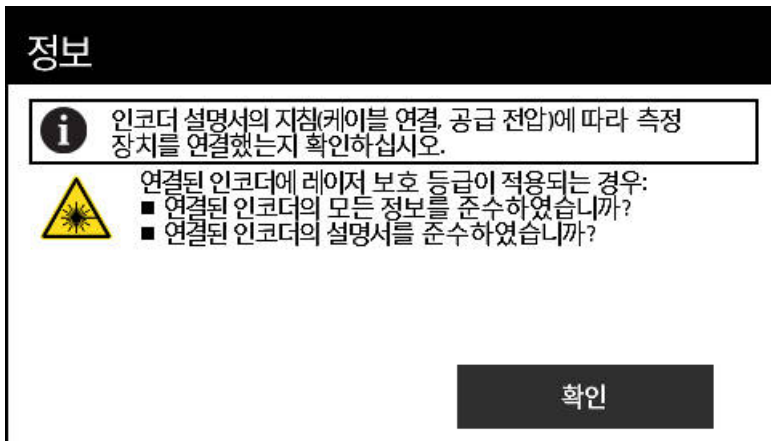 정보
인코더 설명서의 지침(케이블 연결, 공급 전압)에 따라 측정
장치를 연결했는지 확인하십시오.
연결된 인코더에 레이저 보호 등급이 적용되는 경우:
■ 연결된 인코더의 모든 정보를 준수하였습니까?
■ 연결된 인코더의 설명서를 준수하였습니까?
확인